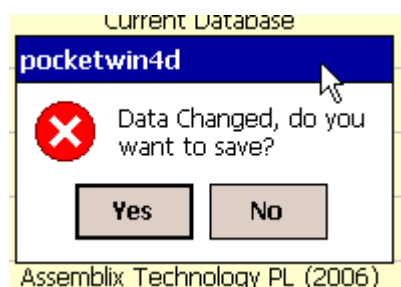 Current Database
pocketwin4d
Data Changed, do you
want to save?
Yes No
Assemblix Technology PL (2006)